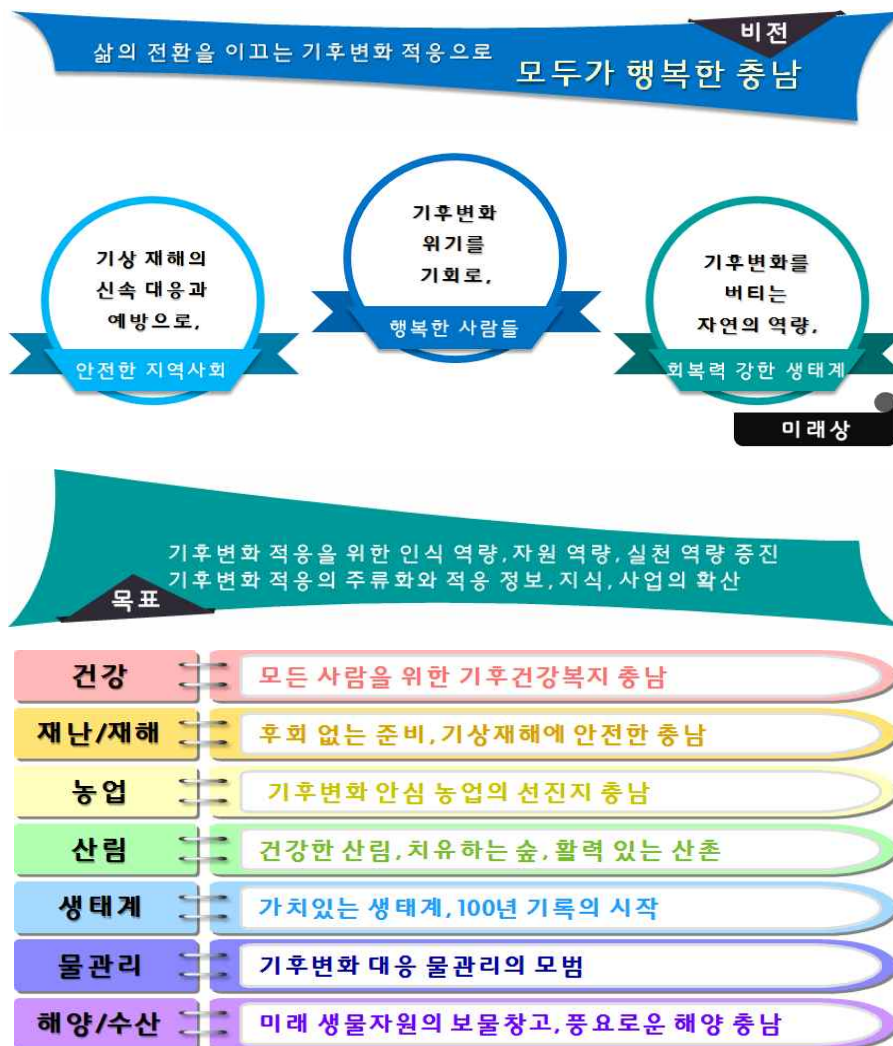 비전
삶의 전환을 이끄는 기후변화 적응으로
모두가 행복한 충남
기상 재해의
신속 대응과
예방으로,
안전한 지역사회
기후변화
위기를
기회로,
행복한 사람들
기후변화를
버티는
자연의 역량,
회복력 강한 생태계
미래상
기후변화 적응을 위한 인식 역량,자원 역량,실천 역량 증진
기후변화 적응의 주류화와 적응 정보,지식,사업의 확산
목표
건강 모든 사람을 위한 기후건강복지 충남
재난/재해 후회 없는 준비,기상재해에 안전한 충남
농업 기후변화 안심 농업의 선진지 충남
산림 건강한 산림,치유하는 숲,활력 있는 산촌
생태계 가치있는 생태계,100년 기록의 시작
물관리 기후변화 대응 물관리의 모범
해양/수산 미래 생물자원의 보물창고,풍요로운 해양 충남